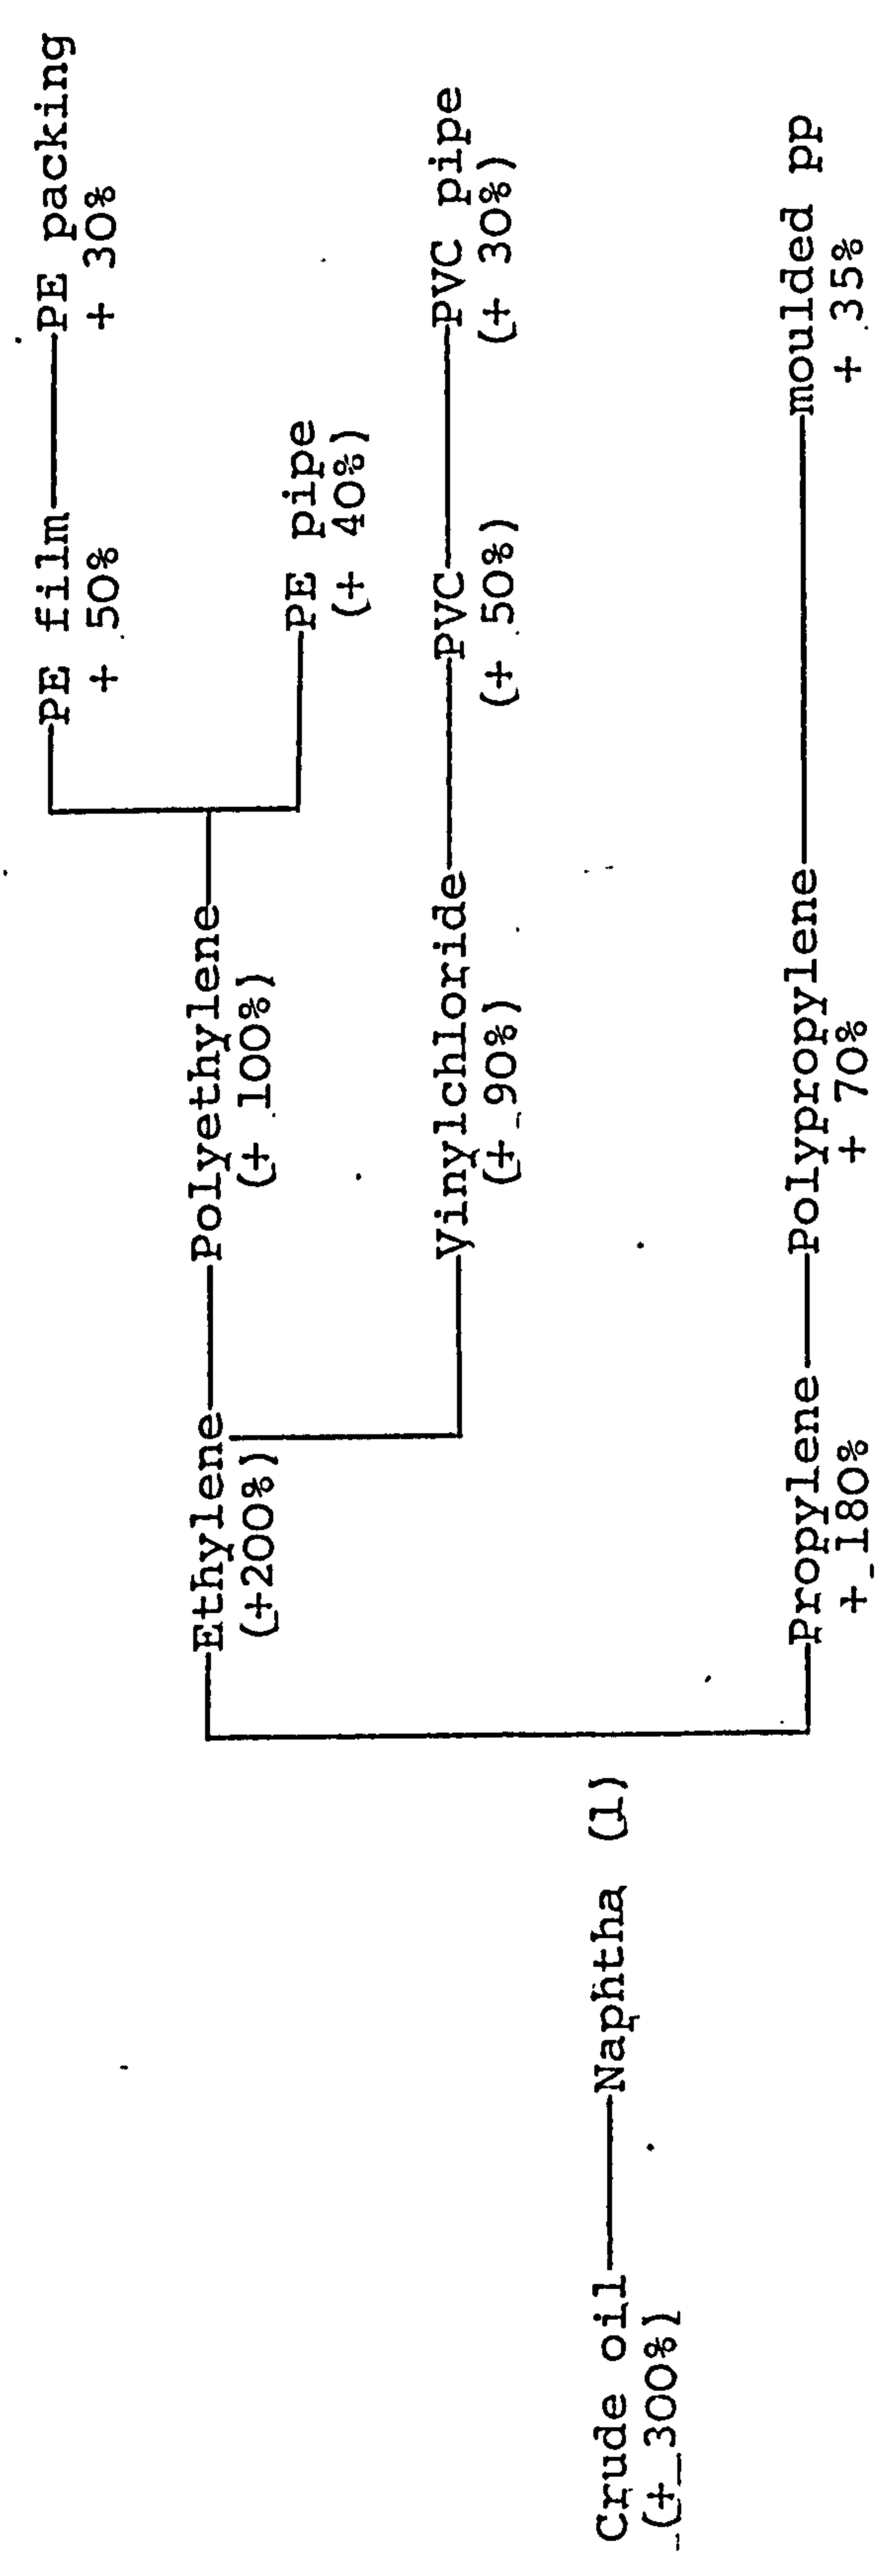 PE film
+ 50%
PE packing
+ 30%
Ethylene
(+200%)
Polyethylene
(+ 100%)
PE pipe
(+ 40%)
Vinylchloride
(+ 90%)
PVC
(+ 50%)
PVC pipe
(+ 30%)
Crude oil
(+ 300%)
Naphtha (1)
Propylene
+ 180%
Polypropylene
+ 70%
moulded pp
+ 35%